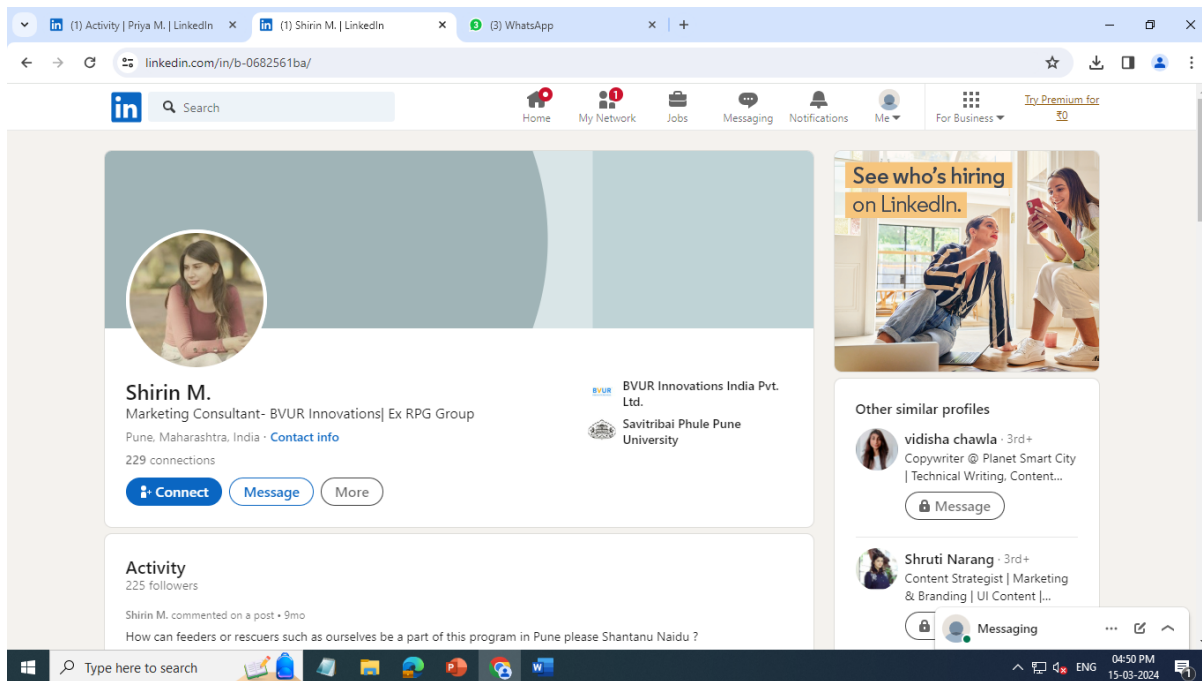 (1) Activity | Priya M. | LinkedIn
(1) Shirin M. | LinkedIn
3
(3) WhatsApp
linkedin.com/in/b-0682561ba/
in
Search
Home
1
My Network
Jobs
Messaging
Notifications
Me
For Business
Try Premium for
₹0
See who's hiring
on LinkedIn.
Shirin M.
Marketing Consultant- BVUR Innovations| Ex RPG Group
Pune, Maharashtra, India · Contact info
229 connections
Connect
Message
More
BVUR
BVUR Innovations India Pvt.
Ltd.
Savitribai Phule Pune
University
Activity
225 followers
Shirin M. commented on a post • 9mo
How can feeders or rescuers such as ourselves be a part of this program in Pune please Shantanu Naidu ?
Other similar profiles
vidisha chawla · 3rd+
Copywriter @ Planet Smart City
| Technical Writing, Content...
Message
Shruti Narang · 3rd+
Content Strategist | Marketing
& Branding | UI Content |...
Messaging
Type here to search
ENG
04:50 PM
15-03-2024
1